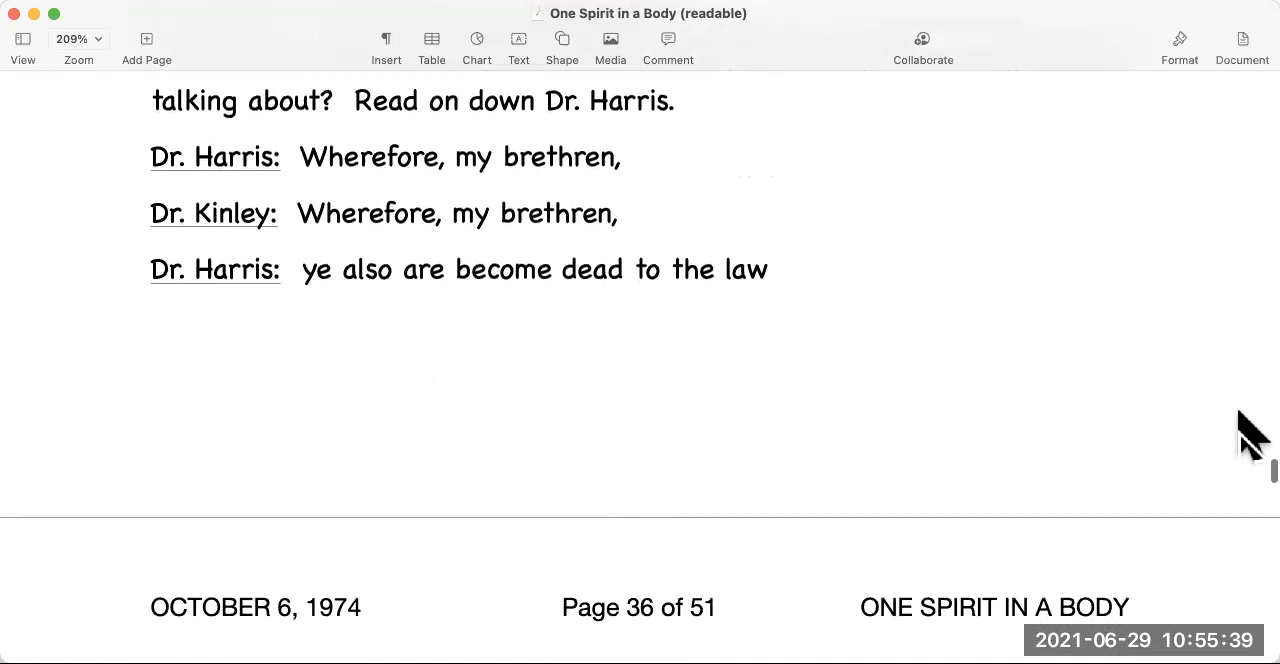 One Spirit in a Body (readable)
209%
View Zoom Add Page Insert Table Chart Text Shape Media Comment Collaborate Format Document
talking about?  Read on down Dr. Harris.
Dr. Harris:  Wherefore, my brethren,
Dr. Kinley:  Wherefore, my brethren,
Dr. Harris:  ye also are become dead to the law
OCTOBER 6, 1974 Page 36 of 51 ONE SPIRIT IN A BODY
2021-06-29 10:55:39